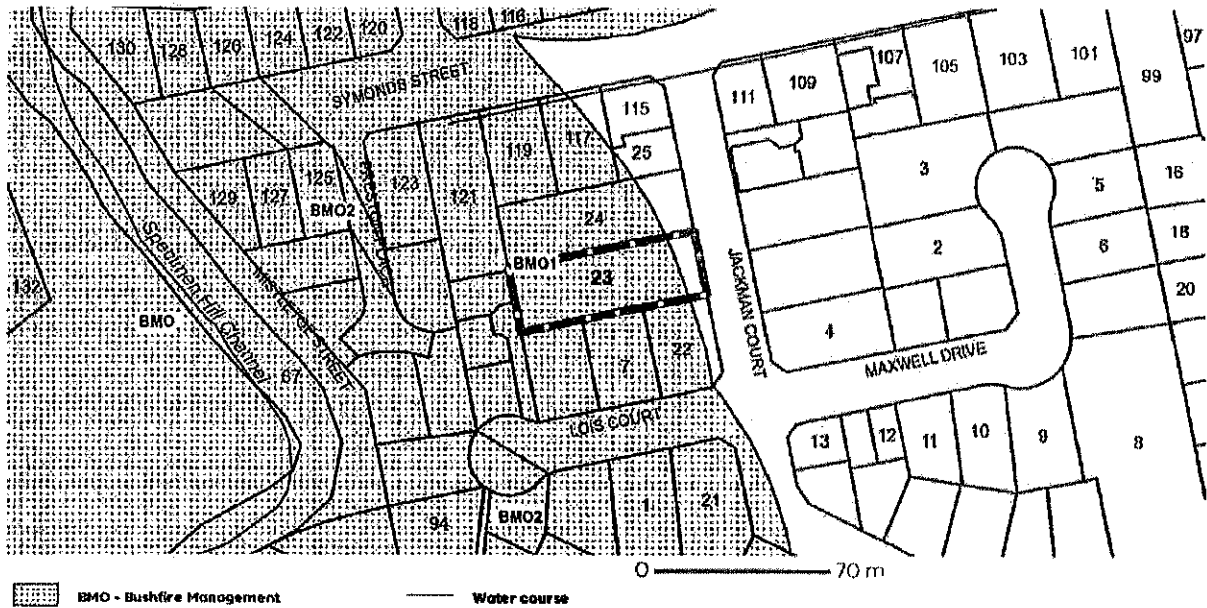 130 128 126 124 122 120 118 116
SYMONDS STREET
111 109 107 105 103 101 99 97
115
117
119
25
121
123
125
127
129
BMO2
24
BMO1
23
22
7
132
BMO
Specimen Hill Channel
MISTLETOE STREET
67
JACKMAN COURT
LOIS COURT
3
2
4
MAXWELL DRIVE
5
6
16
18
20
13 12 11 10 9 8
94
BMO2
1
21
0 70 m
BMO - Bushfire Management
Water course